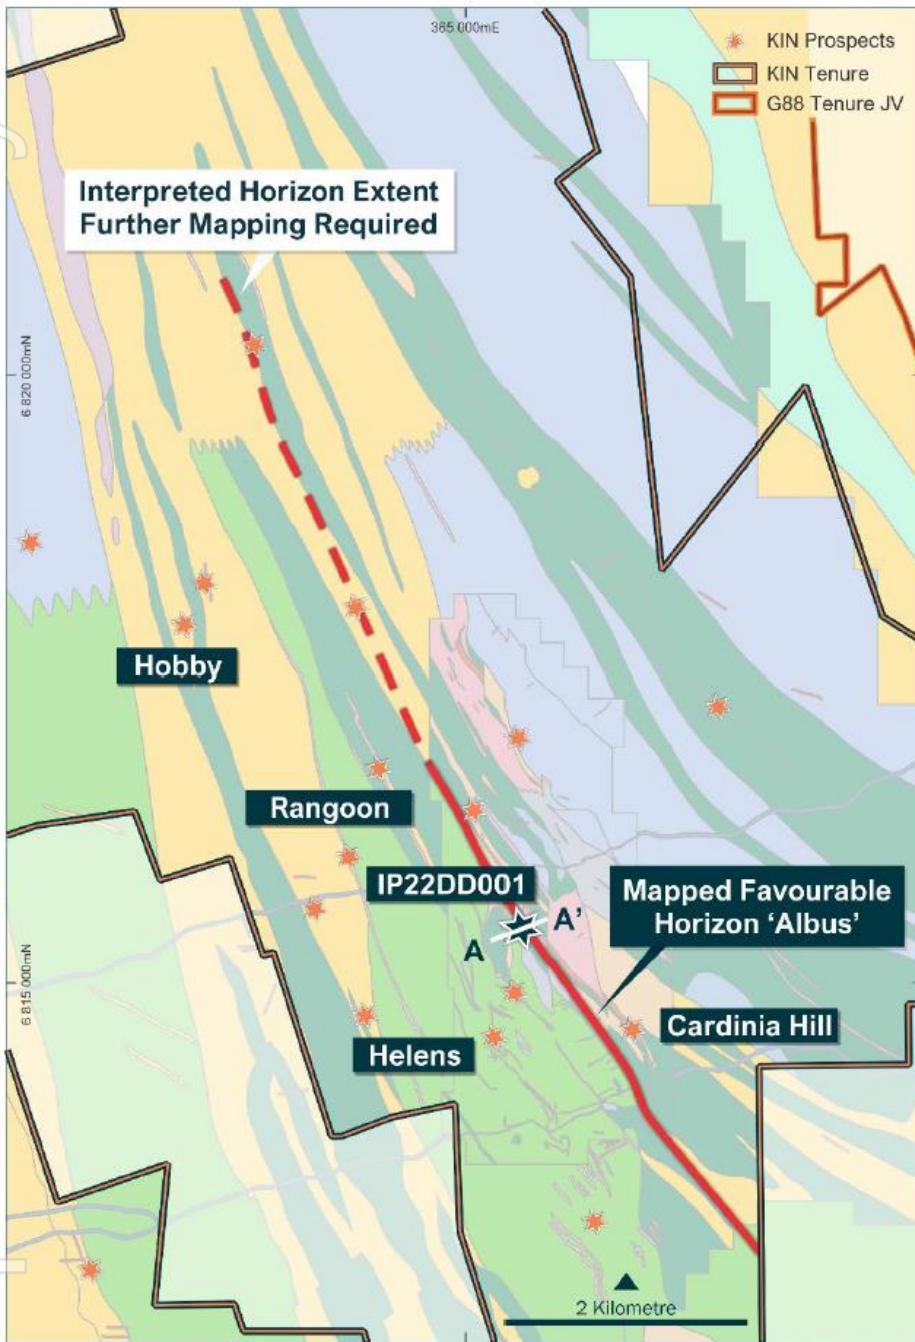 365 000mE
KIN Prospects
KIN Tenure
G88 Tenure JV
Interpreted Horizon Extent
Further Mapping Required
6 820 000mN
Hobby
Rangoon
IP22DD001
Mapped Favourable
Horizon ‘Albus’
A
A'
6 815 000mN
Cardinia Hill
Helens
2 Kilometre